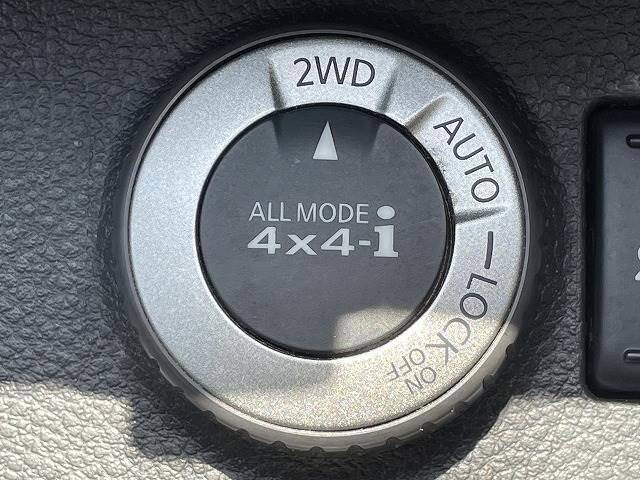 2WD
AUTO
LOCK
ON
OFF
ALL MODE
4x4-i